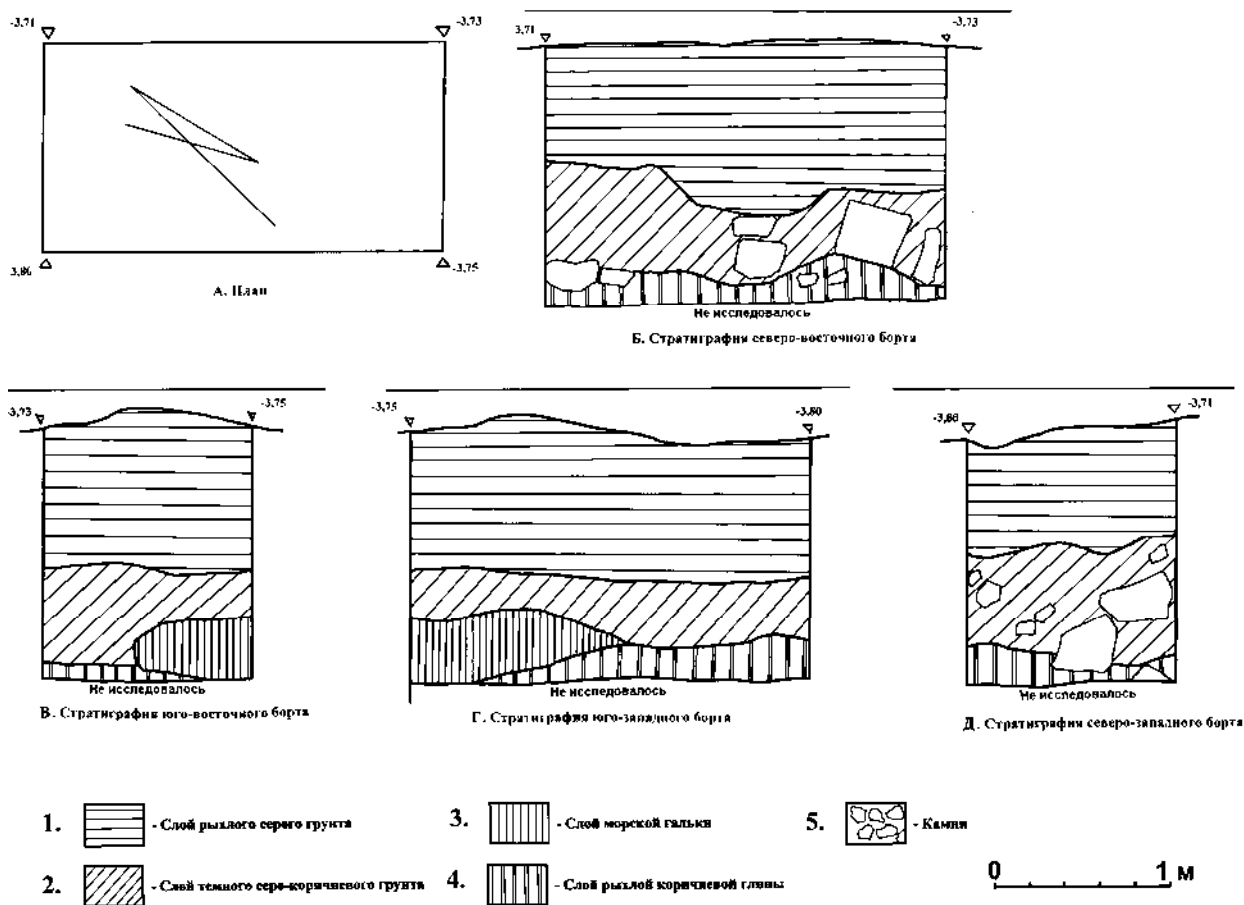 -3,71
-3,73
3,86
-3,75
А. План
3,71
-3,73
Не исследовалось
Б. Стратиграфия северо-восточного борта
-3,73
-3,75
Не исследовалось
В. Стратиграфия юго-восточного борта
-3,75
-3,80
Не исследовалось
Г. Стратиграфия юго-западного борта
-3,86
-3,71
Не исследовалось
Д. Стратиграфия северо-западного борта
1. - Слой рыхлого серого грунта
2. - Слой темного серо-коричневого грунта
3. - Слой морской гальки
4. - Слой рыхлой коричневой глины
5. - Камни
0 1 м